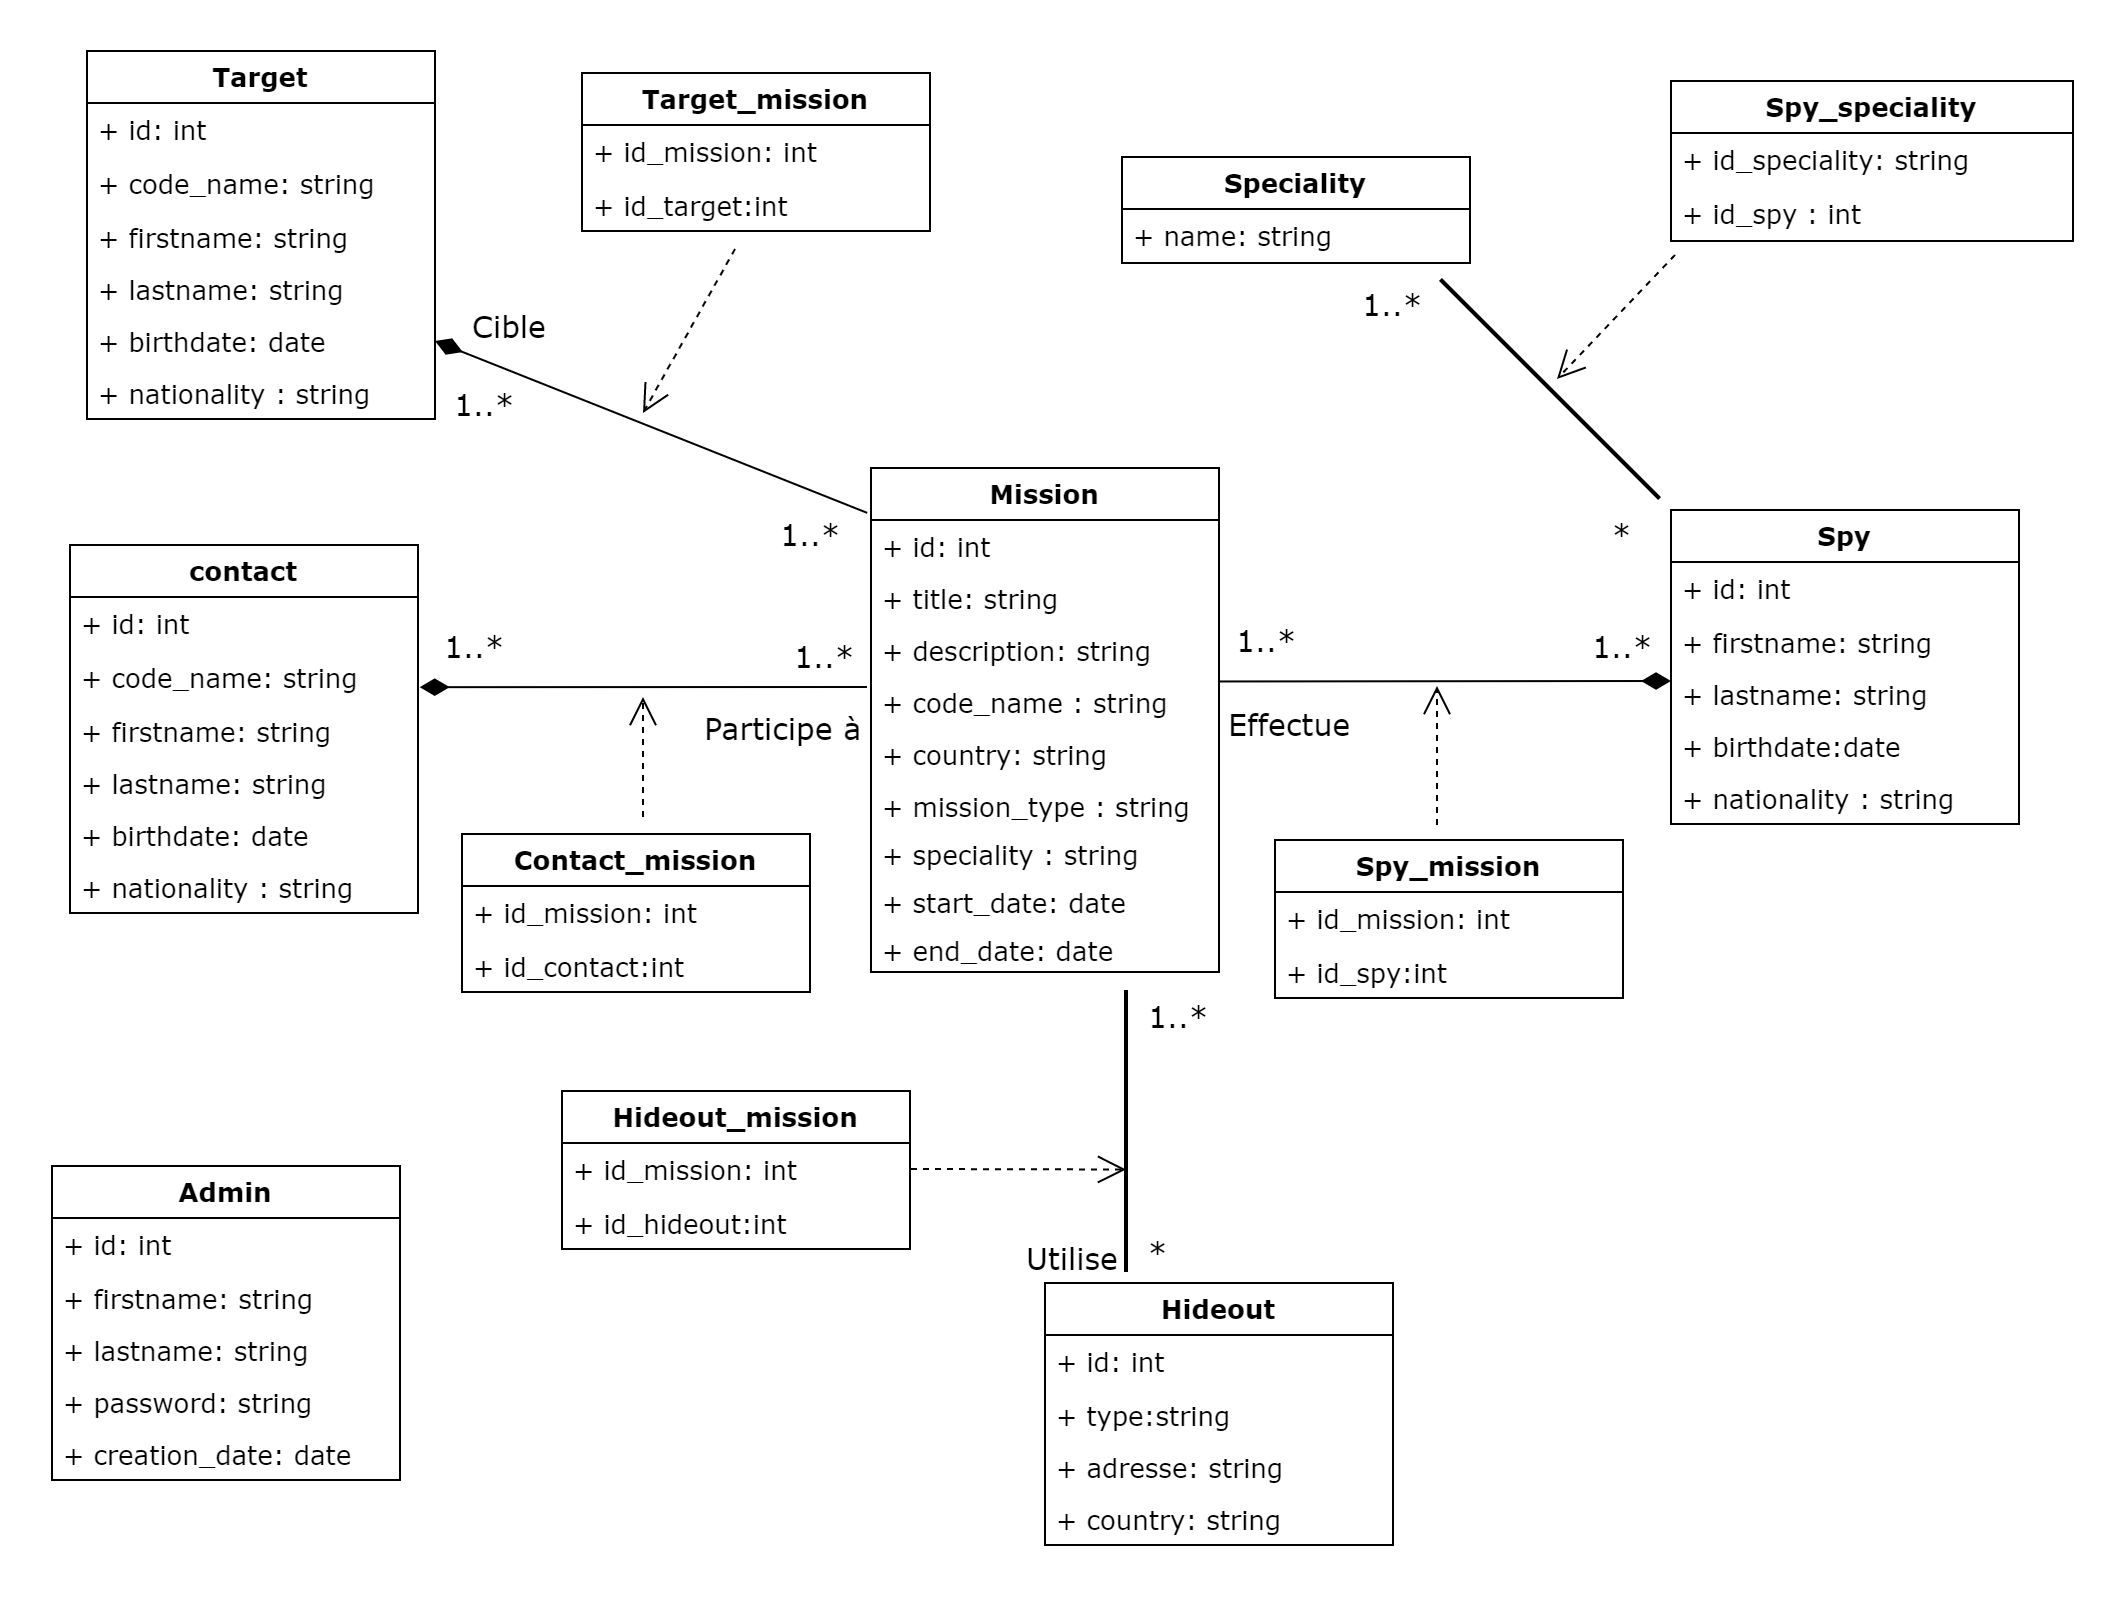 Target
+ id: int
+ code_name: string
+ firstname: string
+ lastname: string
+ birthdate: date
+ nationality : string
Target_mission
+ id_mission: int
+ id_target:int
Speciality
+ name: string
Spy_speciality
+ id_speciality: string
+ id_spy : int
Cible
1..*
1..*
1..*
*
contact
+ id: int
+ code_name: string
+ firstname: string
+ lastname: string
+ birthdate: date
+ nationality : string
1..*
1..*
Participe à
Mission
+ id: int
+ title: string
+ description: string
+ code_name : string
+ country: string
+ mission_type : string
+ speciality : string
+ start_date: date
+ end_date: date
1..*
1..*
Effectue
Spy
+ id: int
+ firstname: string
+ lastname: string
+ birthdate:date
+ nationality : string
Contact_mission
+ id_mission: int
+ id_contact:int
Spy_mission
+ id_mission: int
+ id_spy:int
1..*
Hideout_mission
+ id_mission: int
+ id_hideout:int
Utilise
*
Admin
+ id: int
+ firstname: string
+ lastname: string
+ password: string
+ creation_date: date
Hideout
+ id: int
+ type:string
+ adresse: string
+ country: string